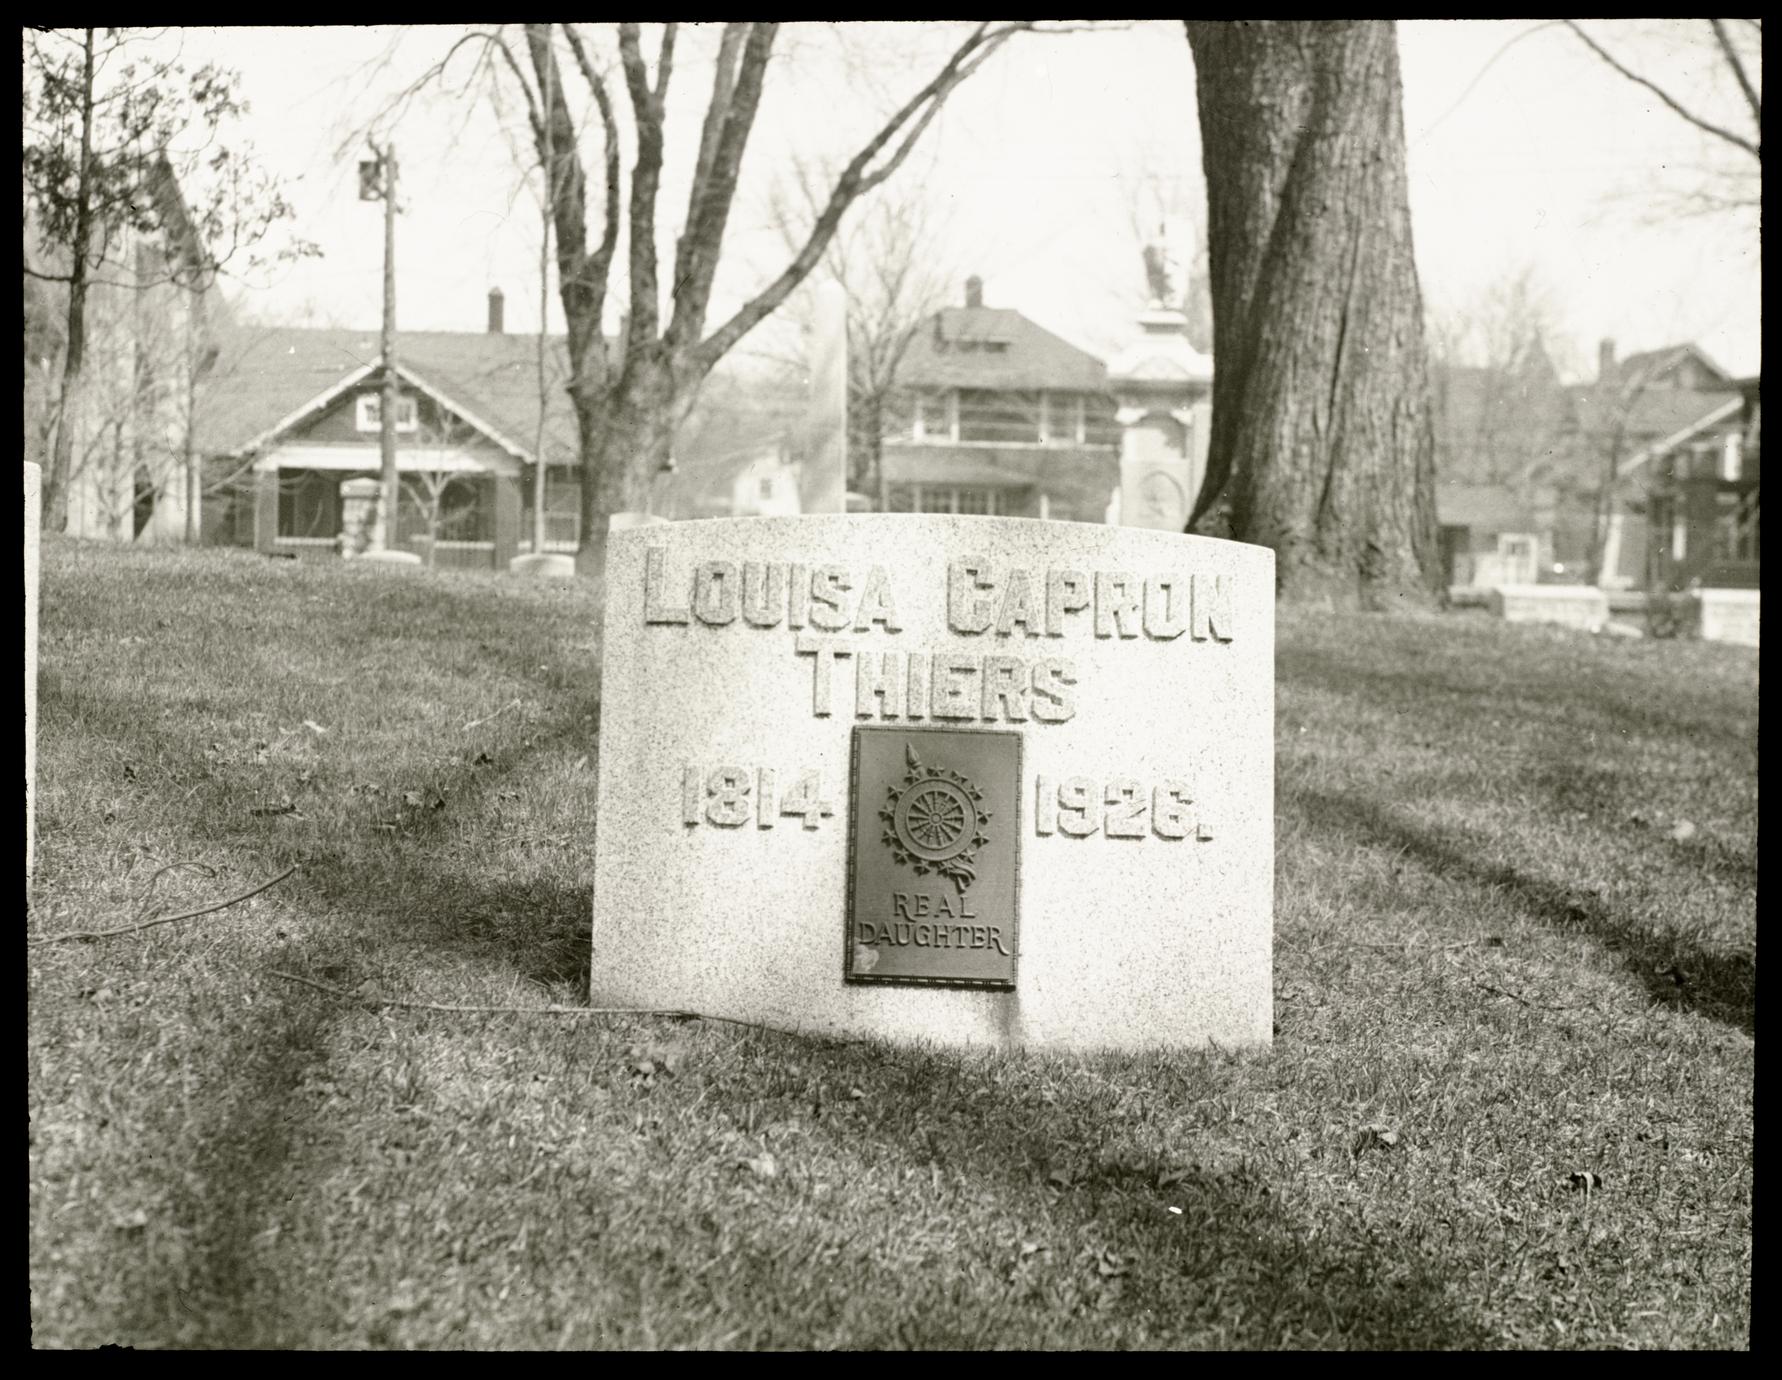 LOUISA CAPRON
THIERS
1814 1926.
REAL
DAUGHTER